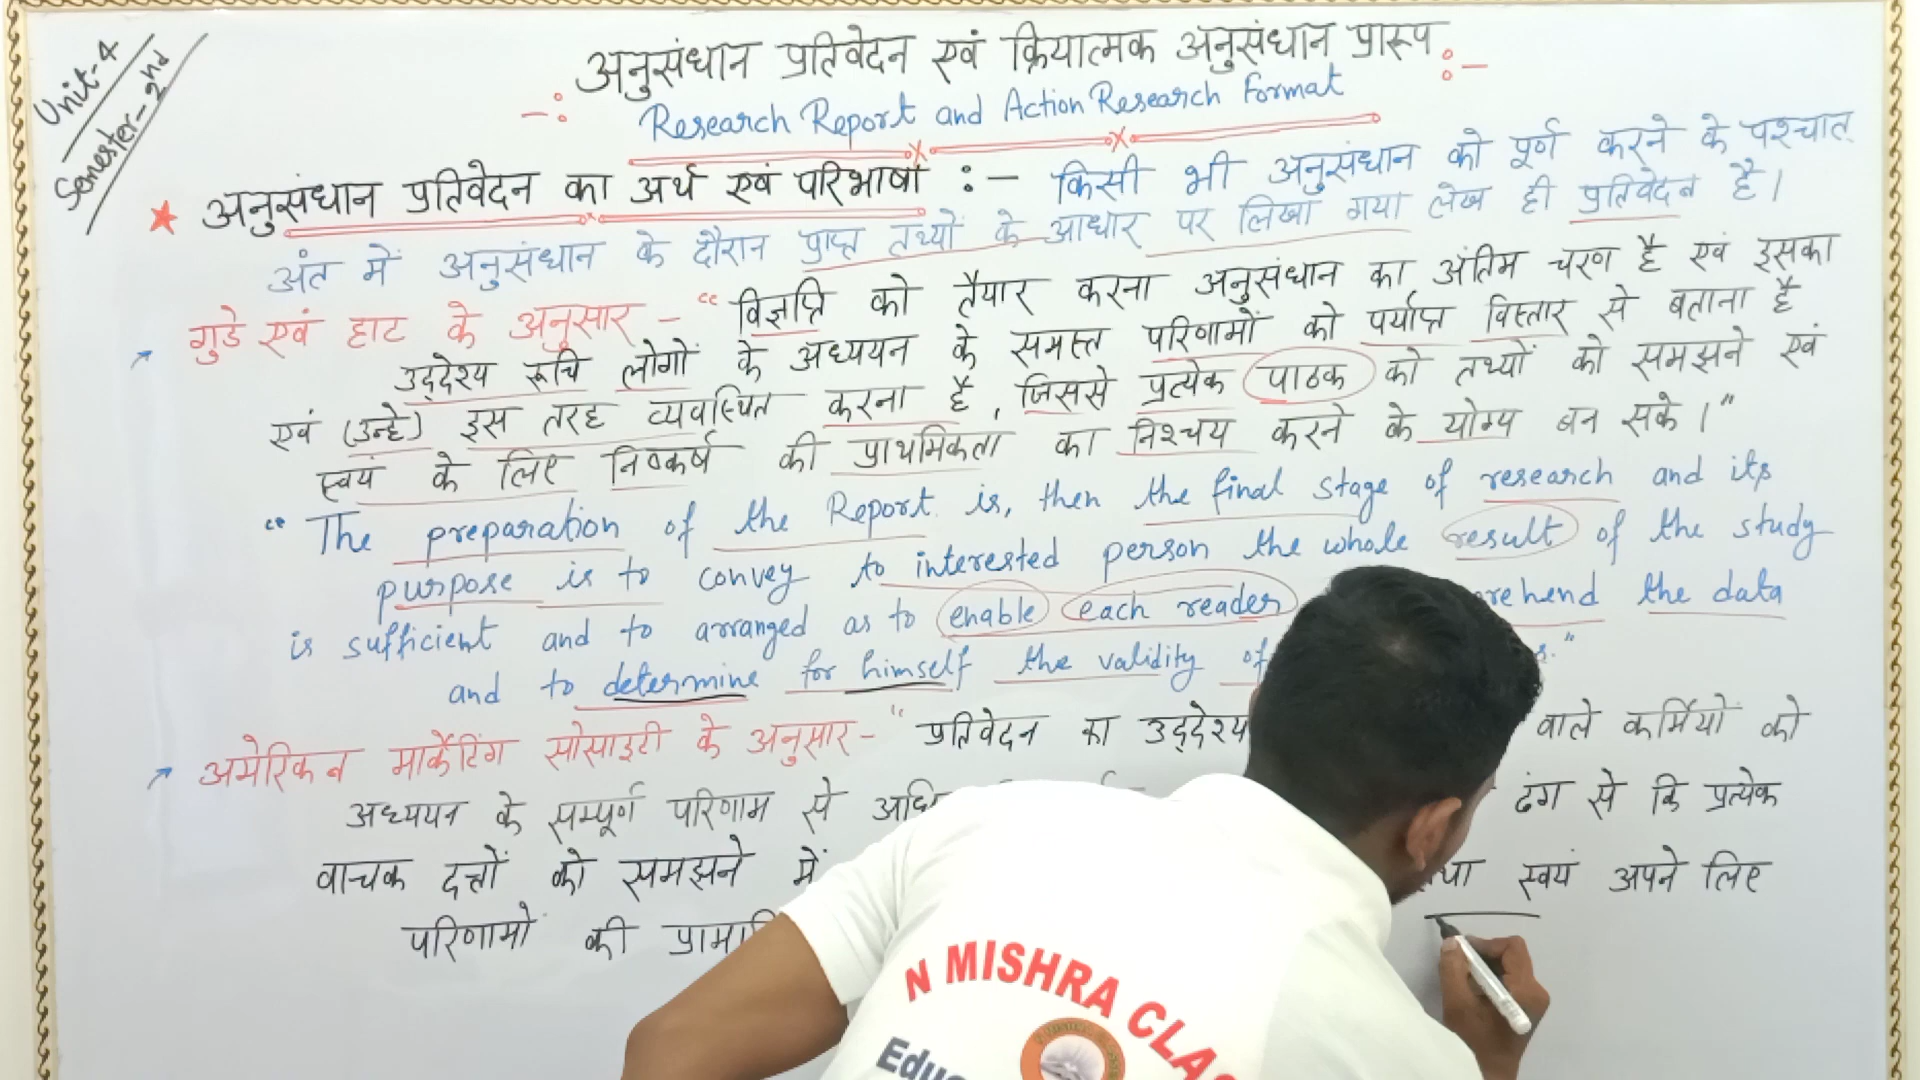 Unit-4
Semester-2nd
-: अनुसंधान प्रतिवेदन एवं क्रियात्मक अनुसंधान प्रारूप :-
Research Report and Action Research Format
★ अनुसंधान प्रतिवेदन का अर्थ एवं परिभाषा :- किसी भी अनुसंधान को पूर्ण करने के पश्चात
अंत में अनुसंधान के दौरान प्राप्त तथ्यों के आधार पर लिखा गया लेख ही प्रतिवेदन है।
गुडे एवं हाट के अनुसार - "विज्ञप्ति को तैयार करना अनुसंधान का अंतिम चरण है एवं इसका
उद्देश्य रूचि लोगों के अध्ययन के समस्त परिणामों को पर्याप्त विस्तार से बताना है
एवं (उन्हे) इस तरह व्यवस्थित करना है, जिससे प्रत्येक पाठक को तथ्यों को समझने एवं
स्वयं के लिए निष्कर्ष की प्राथमिकता का निश्चय करने के योग्य बन सके।"
"The preparation of the Report is, then the final stage of research and its
purpose is to convey to interested person the whole result of the study
is sufficient and to arranged as to enable each reader the data
and to determine for himself the validity of
अमेरिकन मार्केटिंग सोसाइटी के अनुसार - "प्रतिवेदन का उद्देश्य वाले कर्मियों को
अध्ययन के सम्पूर्ण परिणाम से ढंग से कि प्रत्येक
वाचक दत्तों को समझने में स्वयं अपने लिए
परिणामों की
N MISHRA CLAS
Educ